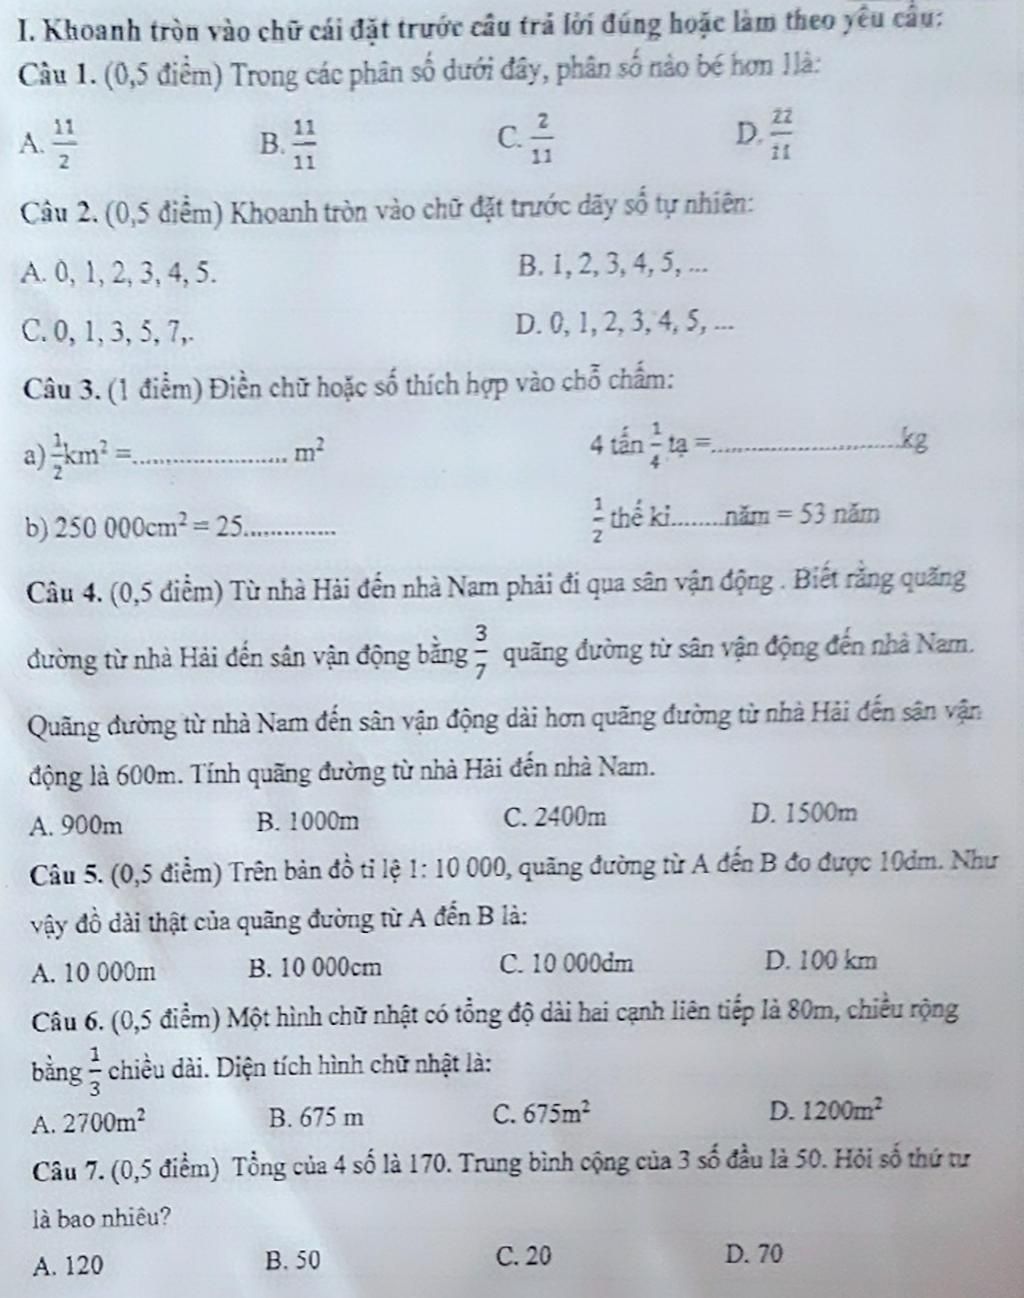 I. Khoanh tròn vào chữ cái đặt trước câu trả lời đúng hoặc làm theo yêu cầu:
Câu 1. (0,5 điểm) Trong các phân số dưới đây, phân số nào bé hơn 1là:
A. 11/2 B. 11/11 C. 2/11 D. 22/11
Câu 2. (0,5 điểm) Khoanh tròn vào chữ đặt trước dãy số tự nhiên:
A. 0, 1, 2, 3, 4, 5. B. 1, 2, 3, 4, 5, ...
C. 0, 1, 3, 5, 7,. D. 0, 1, 2, 3, 4, 5, ...
Câu 3. (1 điểm) Điền chữ hoặc số thích hợp vào chỗ chấm:
a) 1/2 km² =...................... m² 4 tấn 1/4 tạ =..........................kg
b) 250 000cm² = 25............. 1/2 thế kỉ........năm = 53 năm
Câu 4. (0,5 điểm) Từ nhà Hải đến nhà Nam phải đi qua sân vận động . Biết rằng quãng
đường từ nhà Hải đến sân vận động bằng 3/7 quãng đường từ sân vận động đến nhà Nam.
Quãng đường từ nhà Nam đến sân vận động dài hơn quãng đường từ nhà Hải đến sân vận
động là 600m. Tính quãng đường từ nhà Hải đến nhà Nam.
A. 900m B. 1000m C. 2400m D. 1500m
Câu 5. (0,5 điểm) Trên bản đồ tỉ lệ 1: 10 000, quãng đường từ A đến B đo được 10dm. Như
vậy đồ dài thật của quãng đường từ A đến B là:
A. 10 000m B. 10 000cm C. 10 000dm D. 100 km
Câu 6. (0,5 điểm) Một hình chữ nhật có tổng độ dài hai cạnh liên tiếp là 80m, chiều rộng
bằng 1/3 chiều dài. Diện tích hình chữ nhật là:
A. 2700m² B. 675 m C. 675m² D. 1200m²
Câu 7. (0,5 điểm) Tổng của 4 số là 170. Trung bình cộng của 3 số đầu là 50. Hỏi số thứ tư
là bao nhiêu?
A. 120 B. 50 C. 20 D. 70